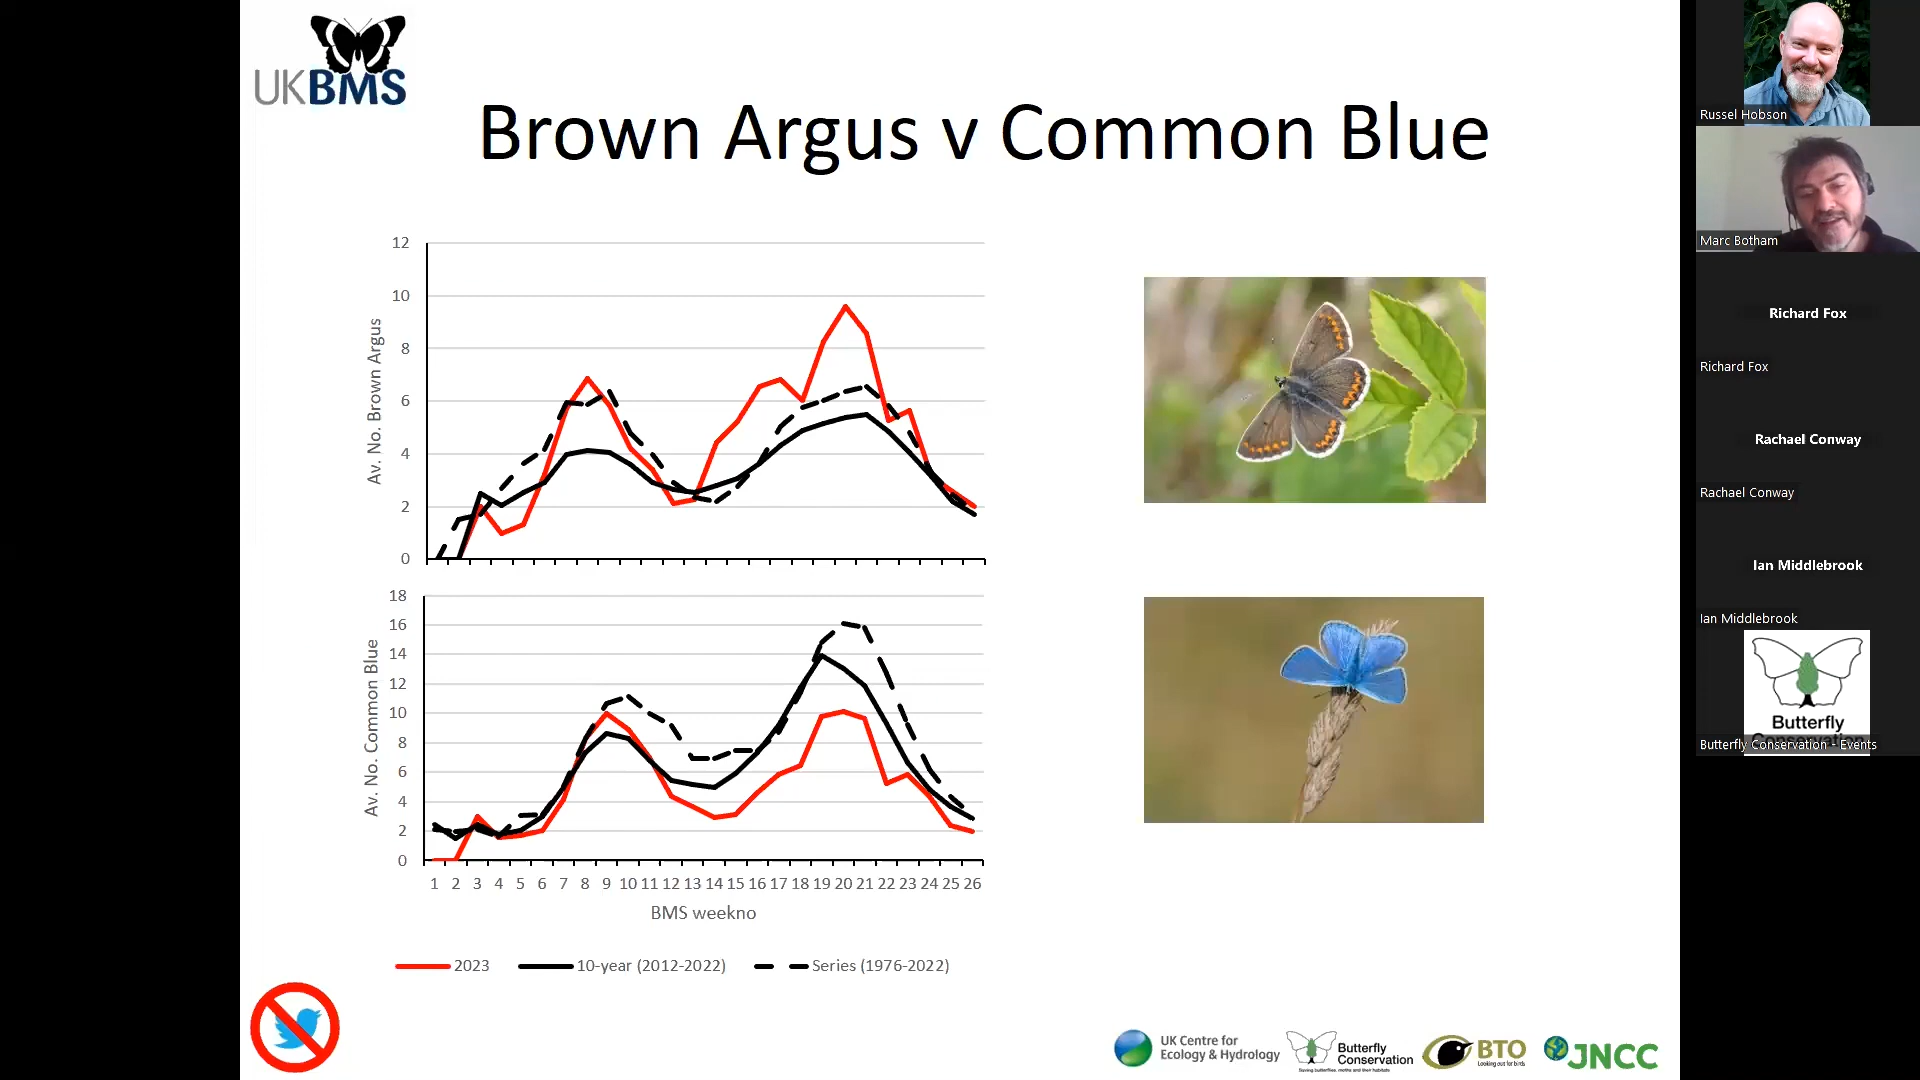 UKBMS
Brown Argus v Common Blue
Av. No. Brown Argus
12
10
8
6
4
2
0
Av. No. Common Blue
18
16
14
12
10
8
6
4
2
0
1 2 3 4 5 6 7 8 9 10 11 12 13 14 15 16 17 18 19 20 21 22 23 24 25 26
BMS weekno
2023 10-year (2012-2022) Series (1976-2022)
UK Centre for
Ecology & Hydrology
Butterfly
Conservation
Saving butterflies, moths and their habitats
BTO
Looking out for birds
JNCC
Russel Hobson
Marc Botham
Richard Fox
Richard Fox
Rachael Conway
Rachael Conway
Ian Middlebrook
Ian Middlebrook
Butterfly
Conservation
Butterfly Conservation - Events